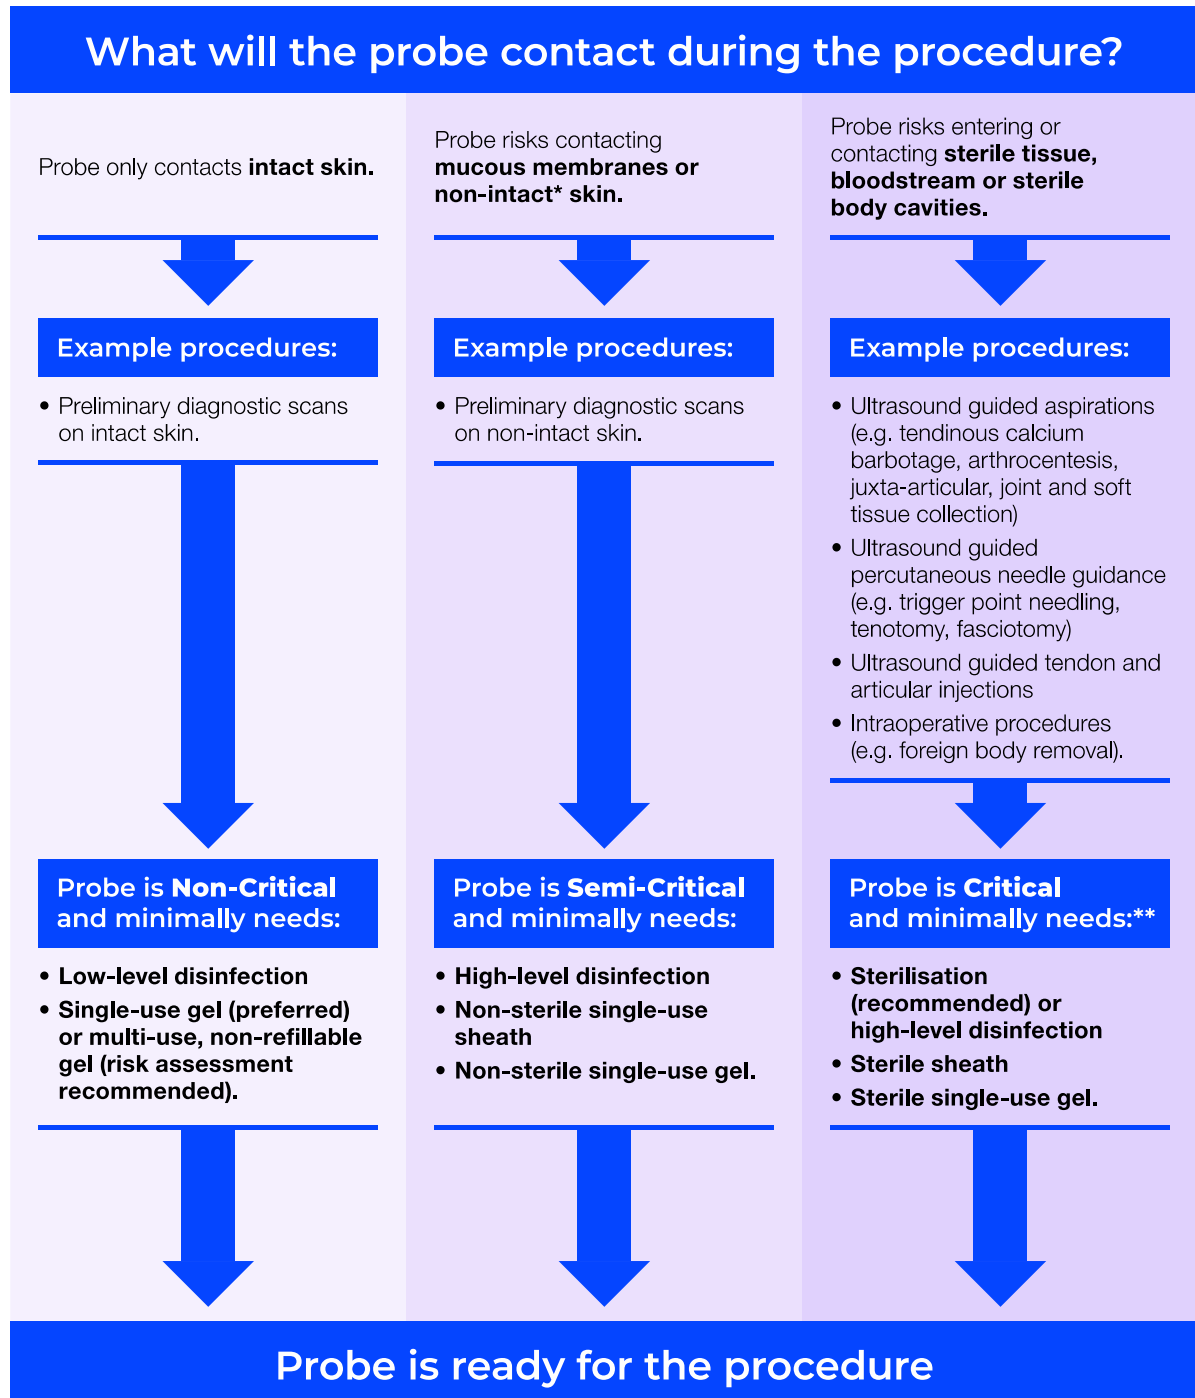 What will the probe contact during the procedure?
Probe only contacts intact skin.
Probe risks contacting
mucous membranes or
non-intact* skin.
Probe risks entering or
contacting sterile tissue,
bloodstream or sterile
body cavities.
Example procedures:
• Preliminary diagnostic scans
on intact skin.
Example procedures:
• Preliminary diagnostic scans
on non-intact skin.
Example procedures:
• Ultrasound guided aspirations
(e.g. tendinous calcium
barbotage, arthrocentesis,
juxta-articular, joint and soft
tissue collection)
• Ultrasound guided
percutaneous needle guidance
(e.g. trigger point needling,
tenotomy, fasciotomy)
• Ultrasound guided tendon and
articular injections
• Intraoperative procedures
(e.g. foreign body removal).
Probe is Non-Critical
and minimally needs:
• Low-level disinfection
• Single-use gel (preferred)
or multi-use, non-refillable
gel (risk assessment
recommended).
Probe is Semi-Critical
and minimally needs:
• High-level disinfection
• Non-sterile single-use
sheath
• Non-sterile single-use gel.
Probe is Critical
and minimally needs:**
• Sterilisation
(recommended) or
high-level disinfection
• Sterile sheath
• Sterile single-use gel.
Probe is ready for the procedure